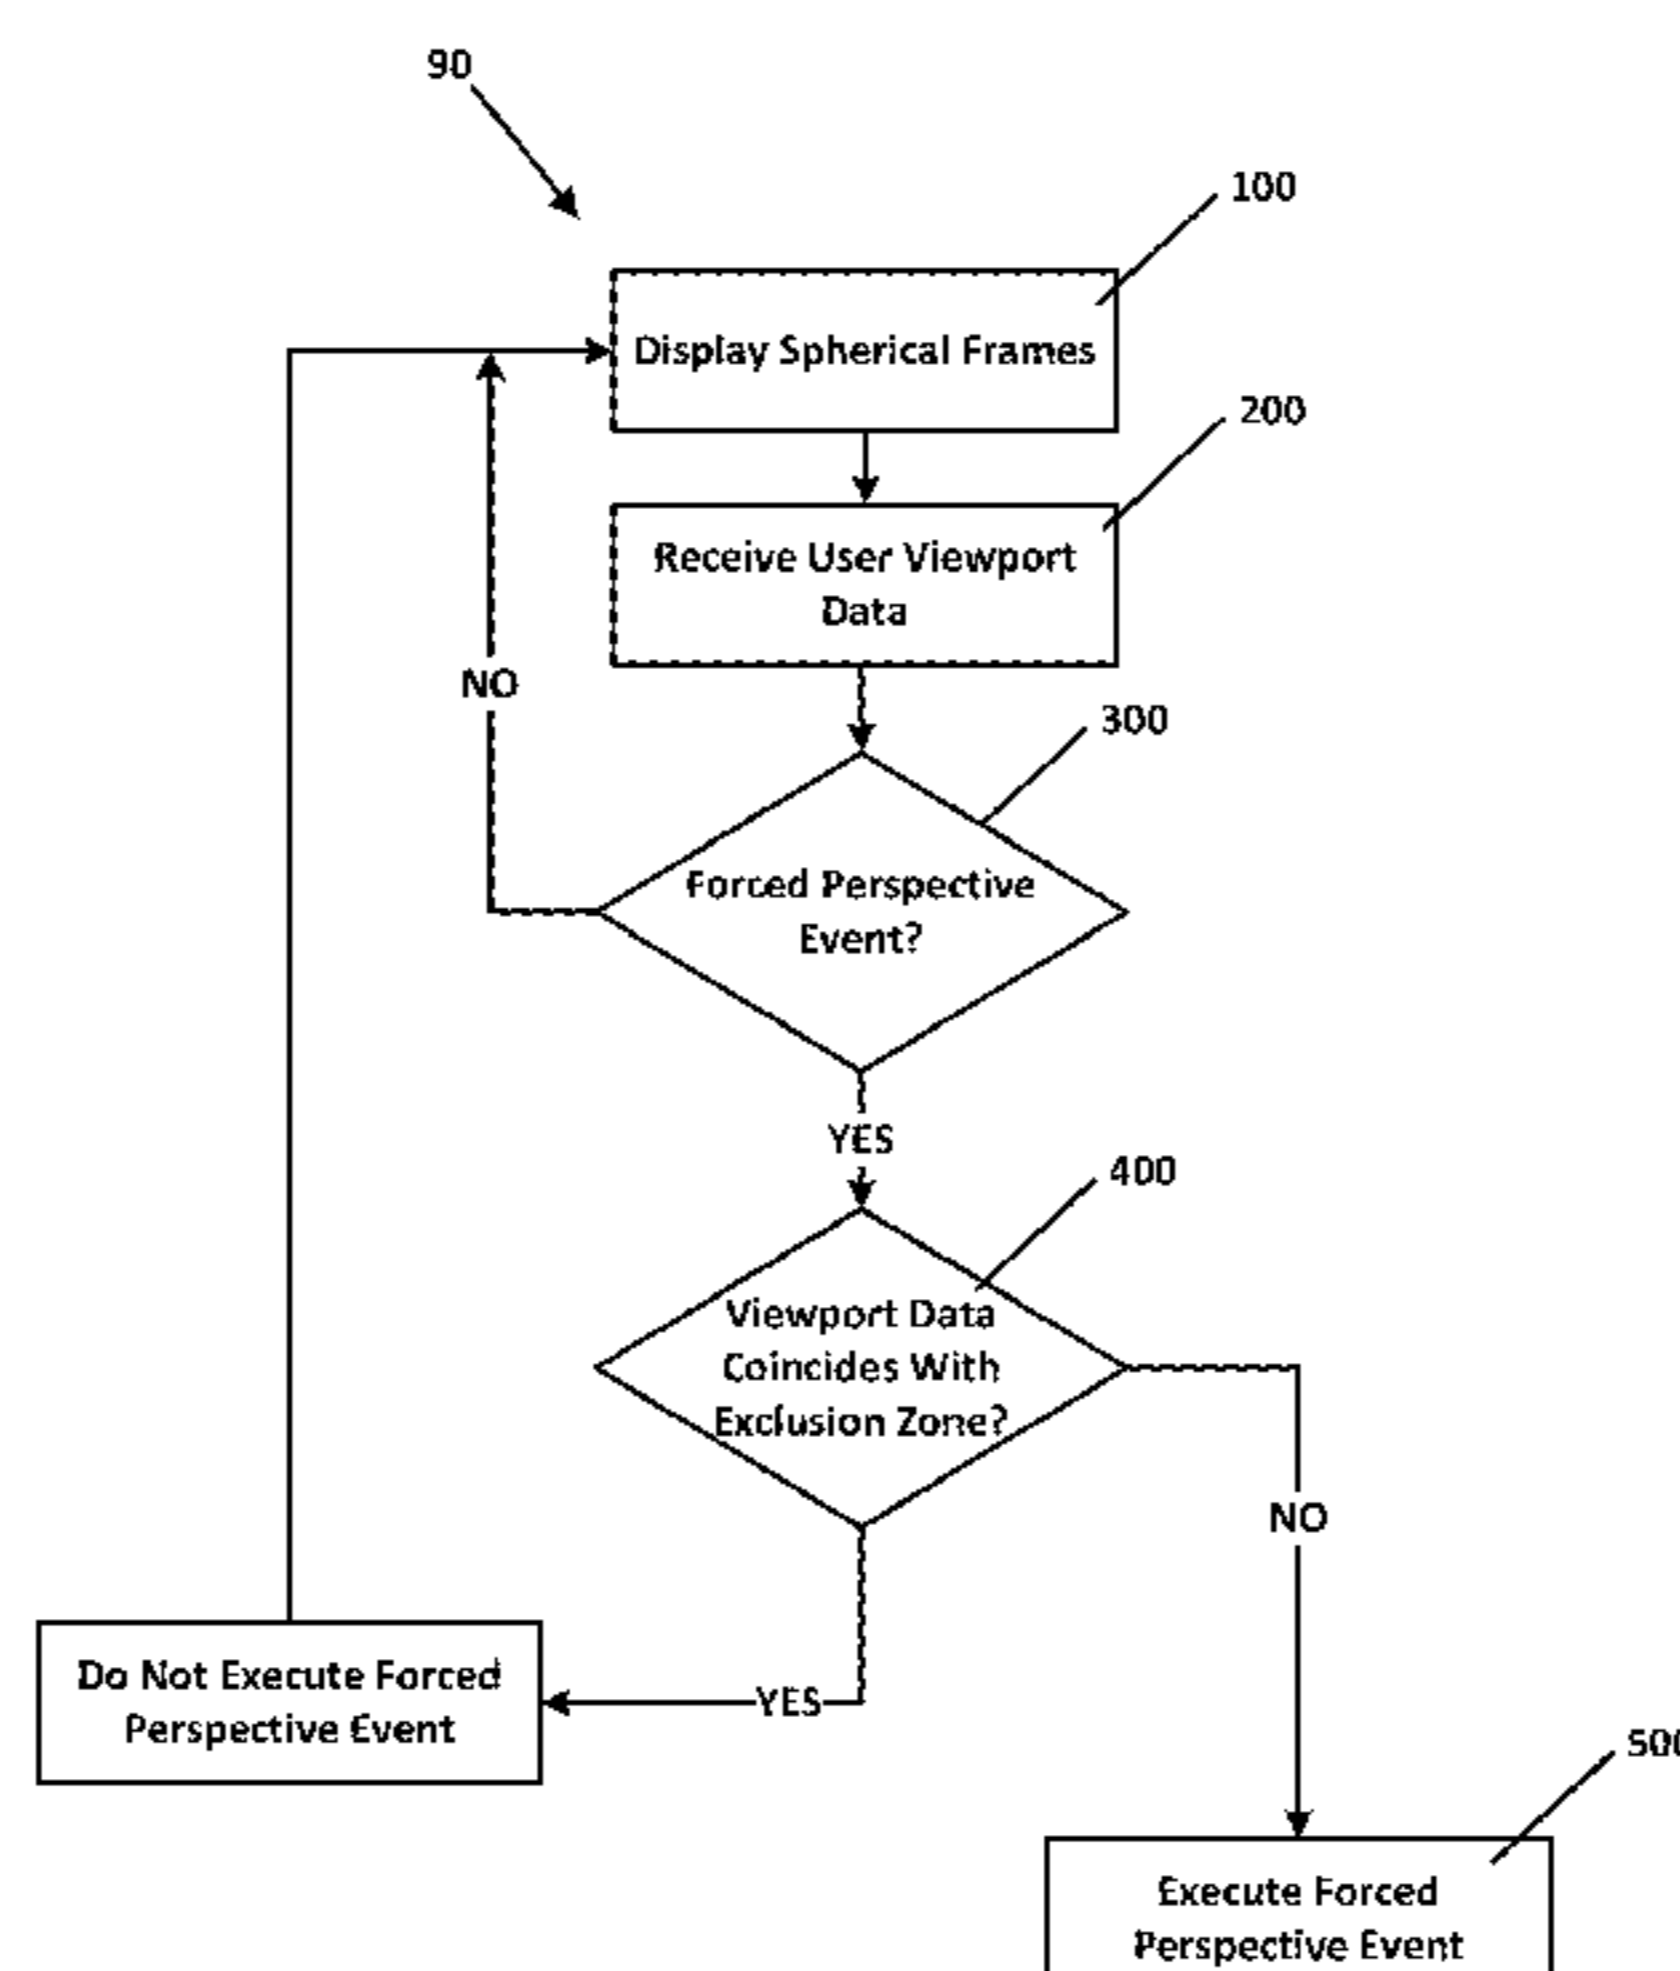 90
100
Display Spherical Frames
200
Receive User Viewport
Data
NO
300
Forced Perspective
Event?
YES
400
Viewport Data
Coincides With
Exclusion Zone?
NO
Do Not Execute Forced
Perspective Event
YES
500
Execute Forced
Perspective Event